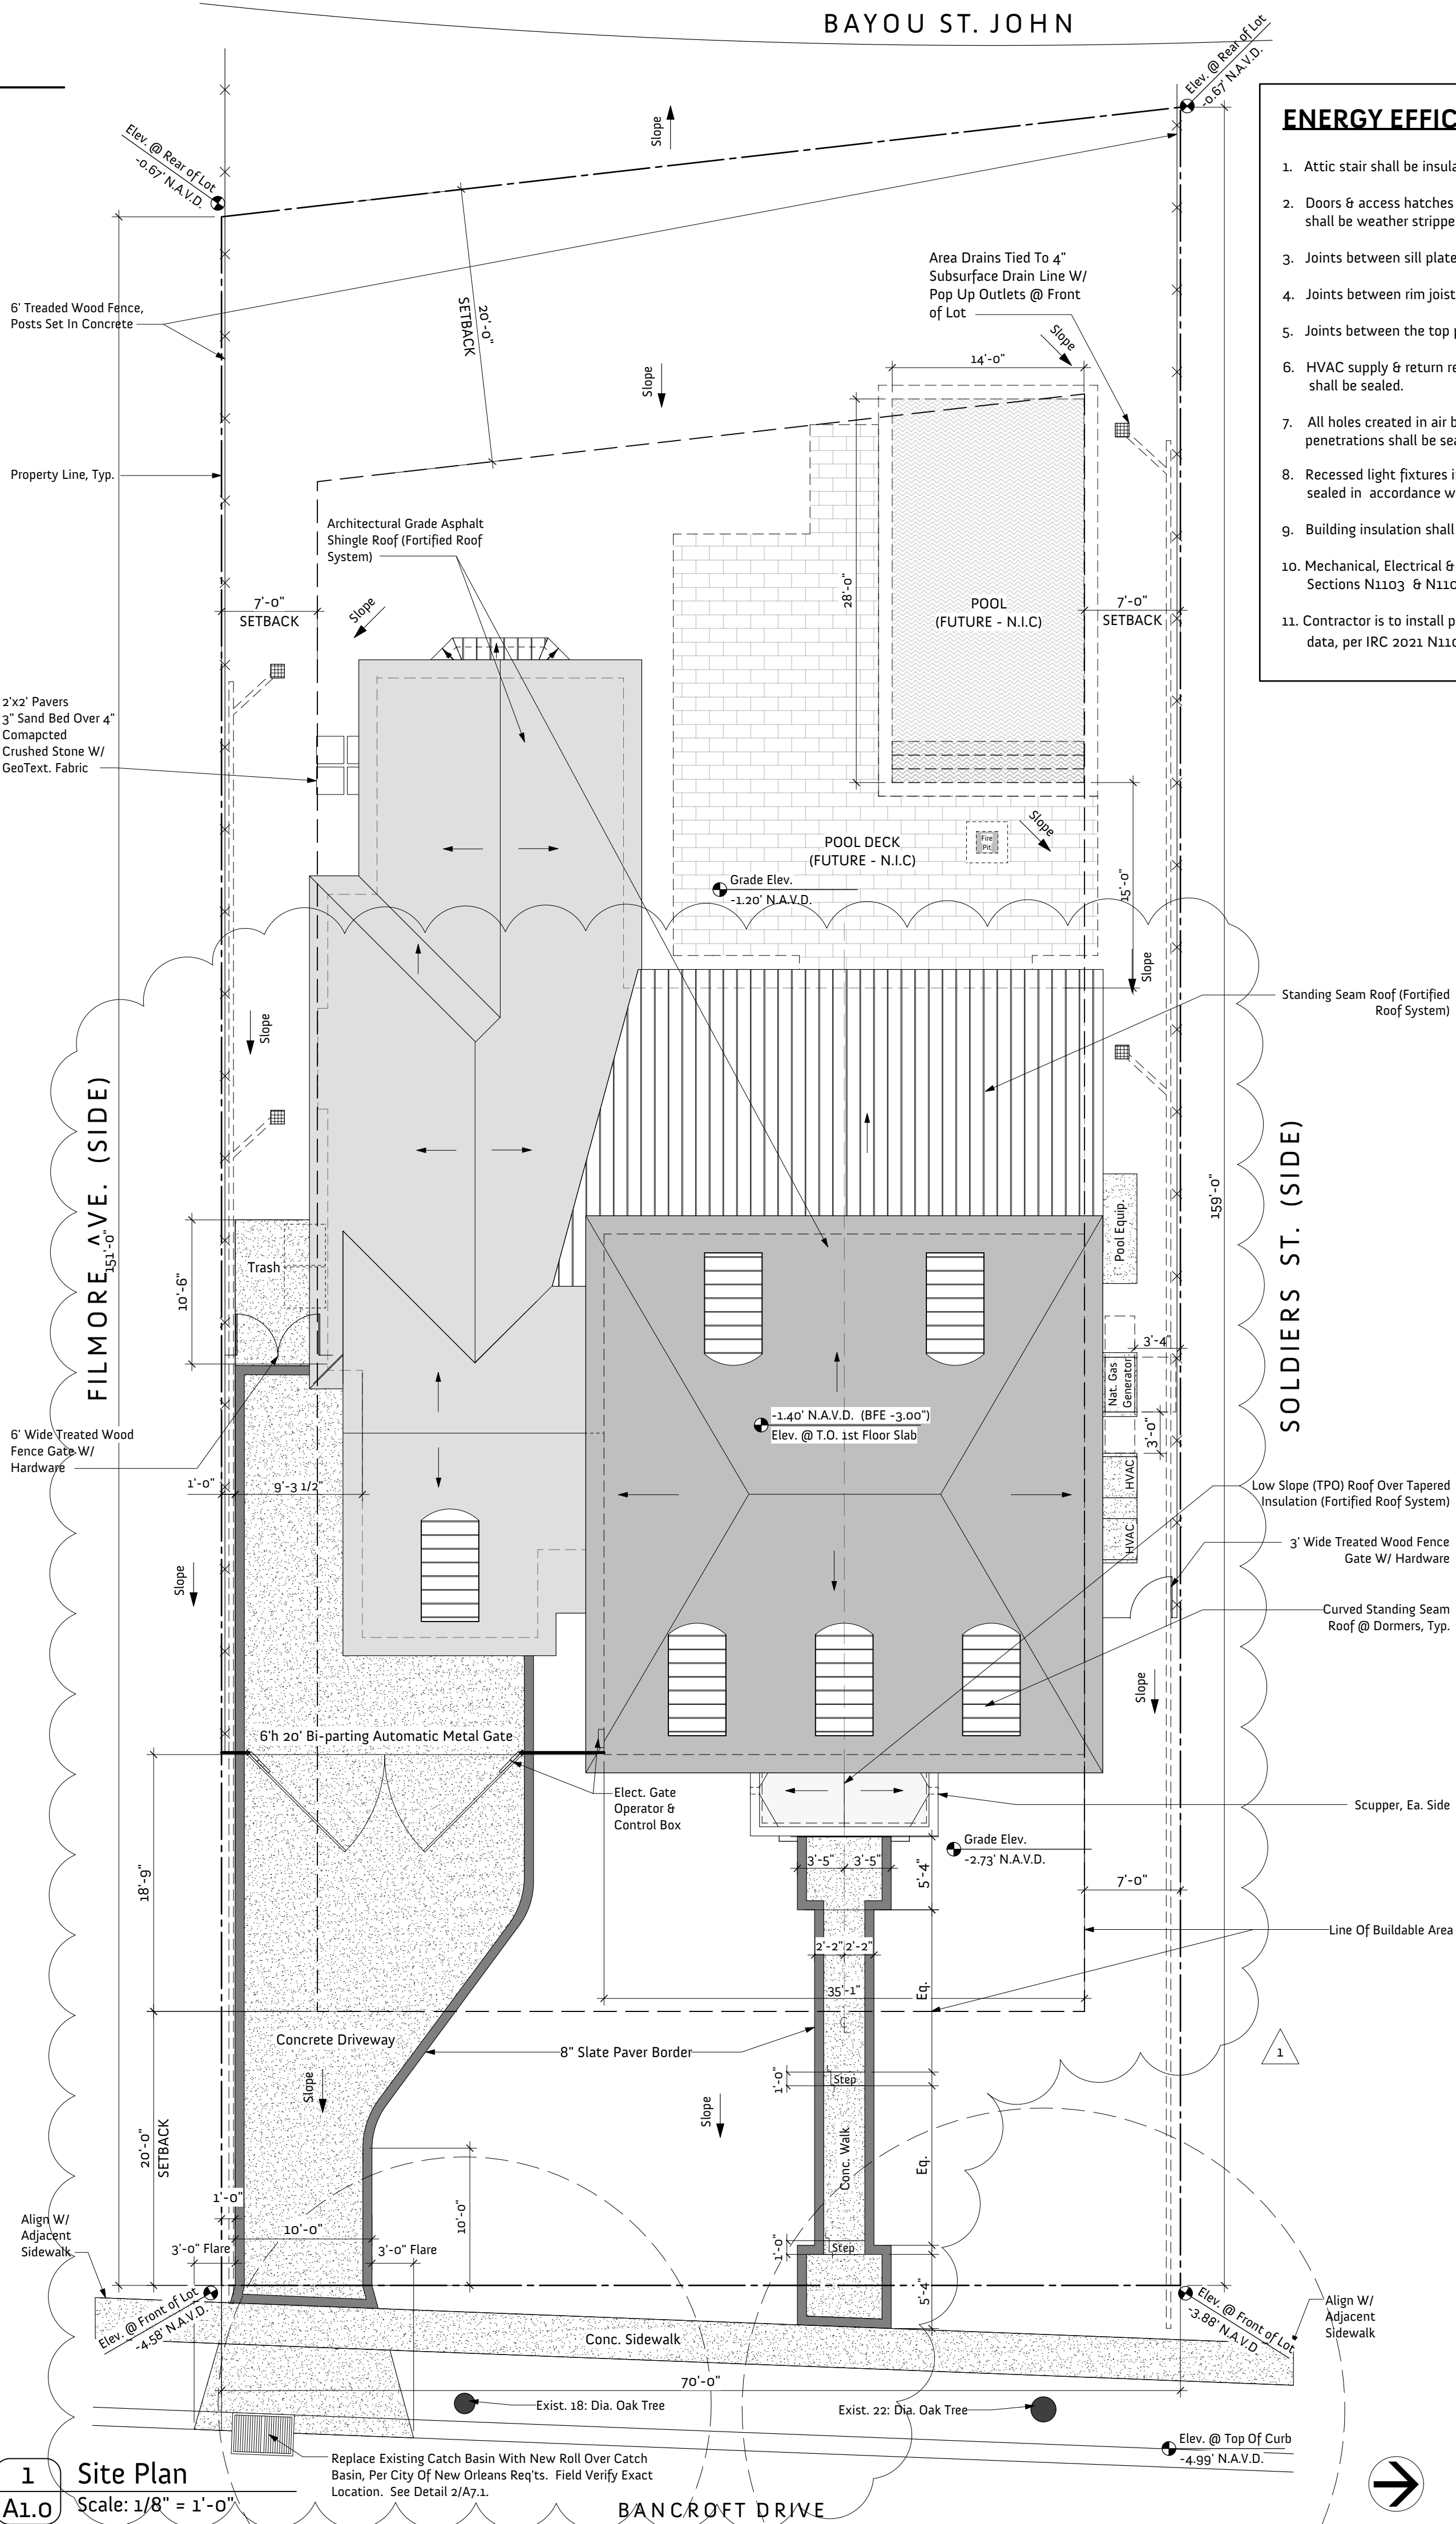 BAYOU ST. JOHN
Elev. @ Rear of Lot
-0.67' N.A.V.D.
Elev. @ Rear of Lot
-0.67' N.A.V.D.
Slope
ENERGY EFFIC
1. Attic stair shall be insula
2. Doors & access hatches
shall be weather strippe
3. Joints between sill plate
4. Joints between rim joist
5. Joints between the top p
6. HVAC supply & return re
shall be sealed.
7. All holes created in air b
penetrations shall be sea
8. Recessed light fixtures i
sealed in accordance w
9. Building insulation shall
10. Mechanical, Electrical &
Sections N1103 & N110
11. Contractor is to install p
data, per IRC 2021 N110
6' Treaded Wood Fence,
Posts Set In Concrete
20'-0"
SETBACK
Area Drains Tied To 4"
Subsurface Drain Line W/
Pop Up Outlets @ Front
of Lot
Slope
Slope
14'-0"
Property Line, Typ.
Architectural Grade Asphalt
Shingle Roof (Fortified Roof
System)
28'-0"
7'-0"
SETBACK
Slope
POOL
(FUTURE - N.I.C)
7'-0"
SETBACK
2'x2' Pavers
3" Sand Bed Over 4"
Comapcted
Crushed Stone W/
GeoText. Fabric
POOL DECK
(FUTURE - N.I.C)
Fire
Pit
Slope
Grade Elev.
-1.20' N.A.V.D.
15'-0"
Slope
Standing Seam Roof (Fortified
Roof System)
Slope
FILMORE AVE. (SIDE)
151'-0"
SOLDIERS ST. (SIDE)
159'-0"
Pool Equip.
Trash
10'-6"
3'-4"
Nat. Gas
Generator
3'-0"
-1.40' N.A.V.D. (BFE -3.00")
Elev. @ T.O. 1st Floor Slab
6' Wide Treated Wood
Fence Gate W/
Hardware
1'-0"
9'-3 1/2"
HVAC
HVAC
Low Slope (TPO) Roof Over Tapered
Insulation (Fortified Roof System)
3' Wide Treated Wood Fence
Gate W/ Hardware
Slope
Curved Standing Seam
Roof @ Dormers, Typ.
Slope
6'h 20' Bi-parting Automatic Metal Gate
Elect. Gate
Operator &
Control Box
Scupper, Ea. Side
18'-9"
Grade Elev.
-2.73' N.A.V.D.
3'-5"
3'-5"
5'-4"
7'-0"
Line Of Buildable Area
2'-2"
2'-2"
35'-1"
Eq.
Concrete Driveway
8" Slate Paver Border
1
Slope
1'-0"
Step
Slope
20'-0"
SETBACK
Conc. Walk
Eq.
1'-0"
10'-0"
10'-0"
3'-0" Flare
3'-0" Flare
Align W/
Adjacent
Sidewalk
1'-0"
Step
5'-4"
Elev. @ Front of Lot
-4.58' N.A.V.D.
Elev. @ Front of Lot
-3.88' N.A.V.D.
Align W/
Adjacent
Sidewalk
Conc. Sidewalk
70'-0"
Exist. 18: Dia. Oak Tree
Exist. 22: Dia. Oak Tree
Elev. @ Top Of Curb
-4.99' N.A.V.D.
Replace Existing Catch Basin With New Roll Over Catch
Basin, Per City Of New Orleans Req'ts. Field Verify Exact
Location. See Detail 2/A7.1.
1
A1.0
Site Plan
Scale: 1/8" = 1'-0"
BANCROFT DRIVE